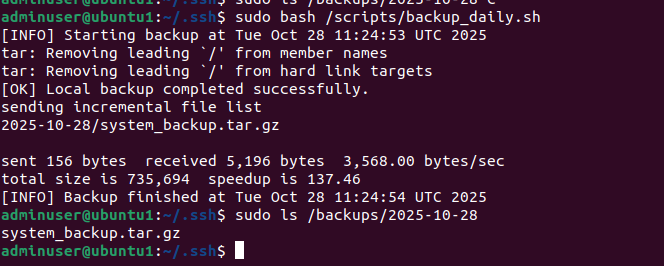 adminuser@ubuntu1:~/.ssh$ sudo ls /backups/2025-10-28 C
adminuser@ubuntu1:~/.ssh$ sudo bash /scripts/backup_daily.sh
[INFO] Starting backup at Tue Oct 28 11:24:53 UTC 2025
tar: Removing leading `/' from member names
tar: Removing leading `/' from hard link targets
[OK] Local backup completed successfully.
sending incremental file list
2025-10-28/system_backup.tar.gz

sent 156 bytes  received 5,196 bytes  3,568.00 bytes/sec
total size is 735,694  speedup is 137.46
[INFO] Backup finished at Tue Oct 28 11:24:54 UTC 2025
adminuser@ubuntu1:~/.ssh$ sudo ls /backups/2025-10-28
system_backup.tar.gz
adminuser@ubuntu1:~/.ssh$